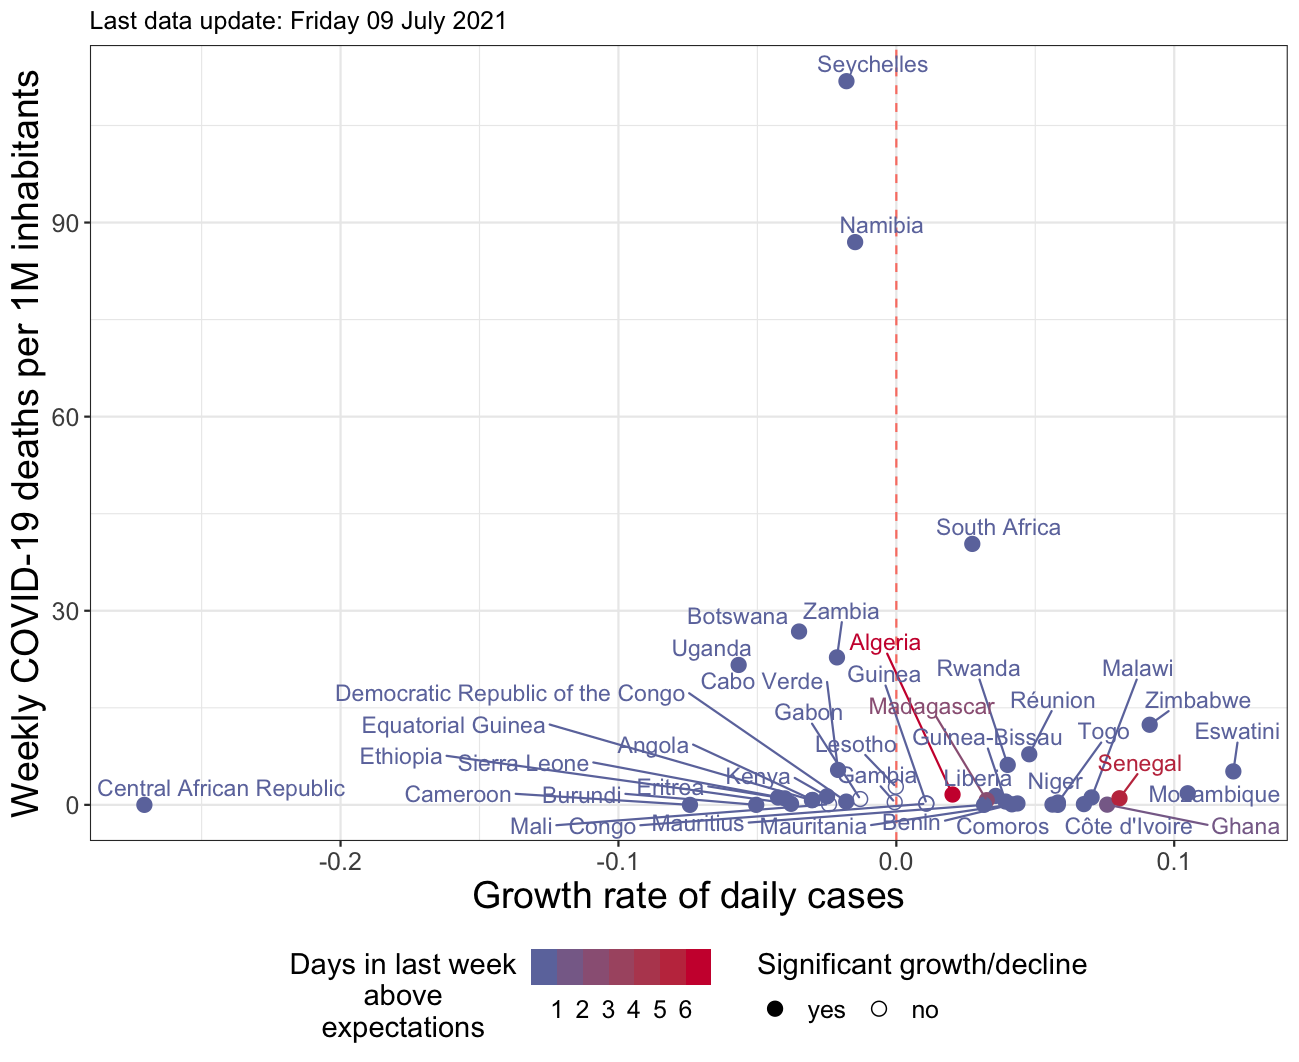 Last data update: Friday 09 July 2021
Weekly COVID-19 deaths per 1M inhabitants
90
60
30
0
Seychelles
Namibia
South Africa
Botswana
Zambia
Uganda
Algeria
Cabo Verde
Guinea
Rwanda
Malawi
Democratic Republic of the Congo
Gabon
Madagascar
Réunion
Zimbabwe
Equatorial Guinea
Angola
Lesotho
Guinea-Bissau
Togo
Eswatini
Ethiopia
Sierra Leone
Kenya
Gambia
Liberia
Niger
Senegal
Central African Republic
Cameroon
Burundi
Eritrea
Mozambique
Mali
Congo
Mauritius
Mauritania
Benin
Comoros
Côte d'Ivoire
Ghana
-0.2
-0.1
0.0
0.1
Growth rate of daily cases
Days in last week
above
expectations
1 2 3 4 5 6
Significant growth/decline
yes
no